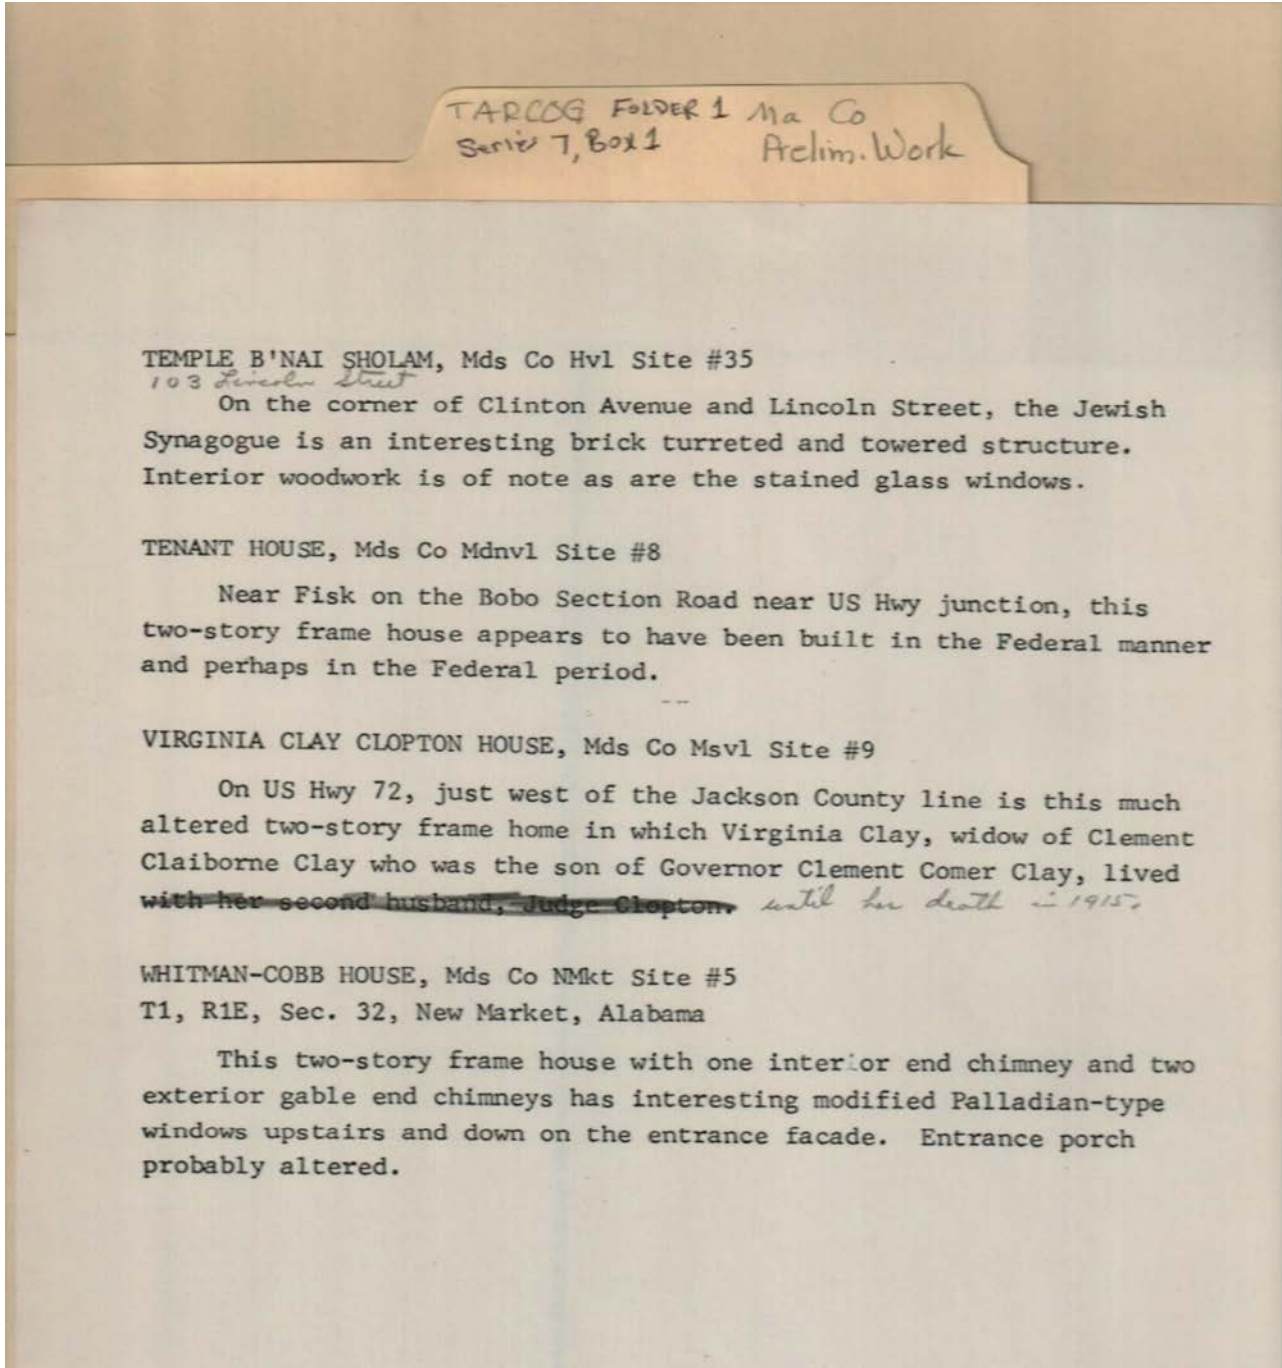 TARCOG FOLDER 1 Ma Co
Series 7, Box 1 Prelim. Work
TEMPLE B'NAI SHOLAM, Mds Co Hvl Site #35
103 Lincoln Street
On the corner of Clinton Avenue and Lincoln Street, the Jewish
Synagogue is an interesting brick turreted and towered structure.
Interior woodwork is of note as are the stained glass windows.
TENANT HOUSE, Mds Co Mdnvl Site #8
Near Fisk on the Bobo Section Road near US Hwy junction, this
two-story frame house appears to have been built in the Federal manner
and perhaps in the Federal period.
VIRGINIA CLAY CLOPTON HOUSE, Mds Co Msvl Site #9
On US Hwy 72, just west of the Jackson County line is this much
altered two-story frame home in which Virginia Clay, widow of Clement
Claiborne Clay who was the son of Governor Clement Comer Clay, lived
with her second husband, Judge Clopton. until her death in 1915.
WHITMAN-COBB HOUSE, Mds Co NMkt Site #5
T1, R1E, Sec. 32, New Market, Alabama
This two-story frame house with one interior end chimney and two
exterior gable end chimneys has interesting modified Palladian-type
windows upstairs and down on the entrance facade. Entrance porch
probably altered.